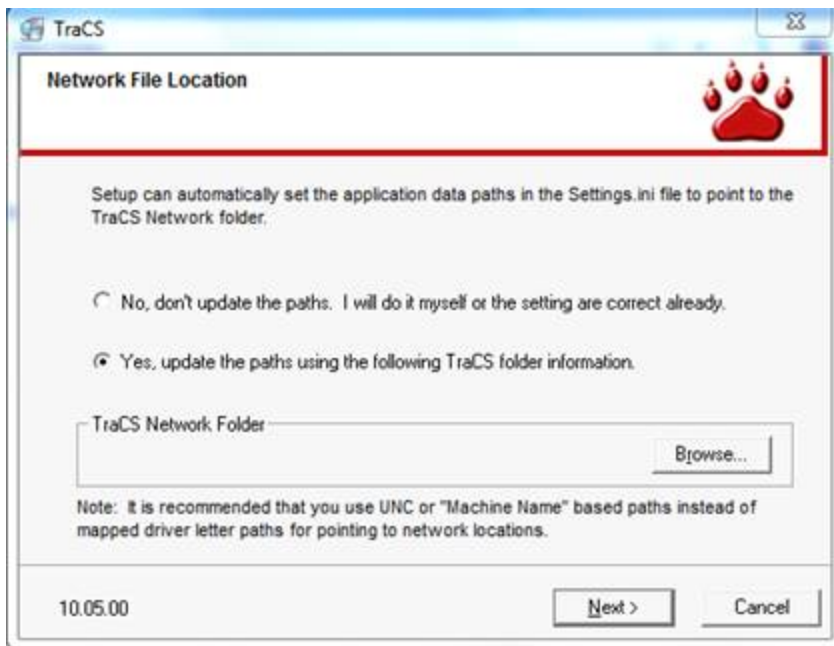 TraCS
Network File Location
Setup can automatically set the application data paths in the Settings.ini file to point to the
TraCS Network folder.
No, don't update the paths. I will do it myself or the setting are correct already.
Yes, update the paths using the following TraCS folder information.
TraCS Network Folder
Browse...
Note: It is recommended that you use UNC or "Machine Name" based paths instead of
mapped driver letter paths for pointing to network locations.
10.05.00
Next >
Cancel